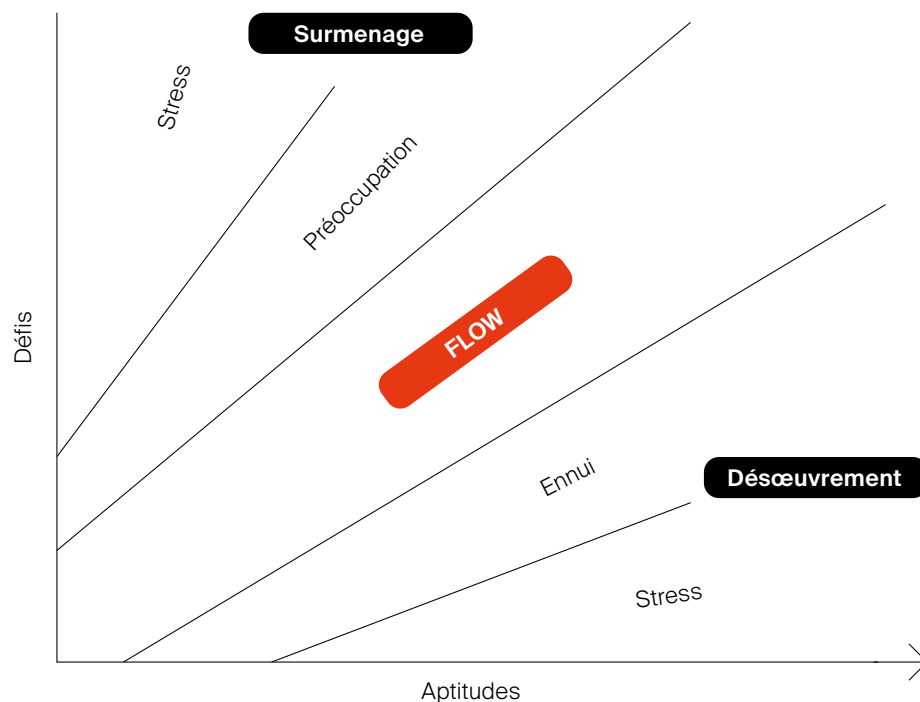 Surmenage
Stress
Préoccupation
Défis
FLOW
Ennui
Désœuvrement
Stress
Aptitudes